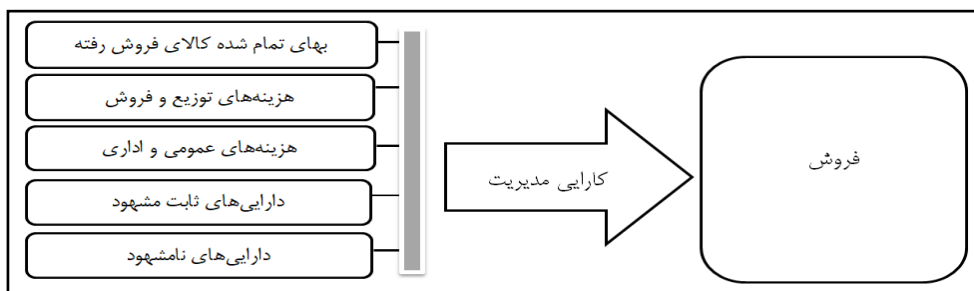 بهای تمام شده کالای فروش رفته
هزینه‌های توزیع و فروش
هزینه‌های عمومی و اداری
دارایی‌های ثابت مشهود
دارایی‌های نامشهود
کارایی مدیریت
فروش